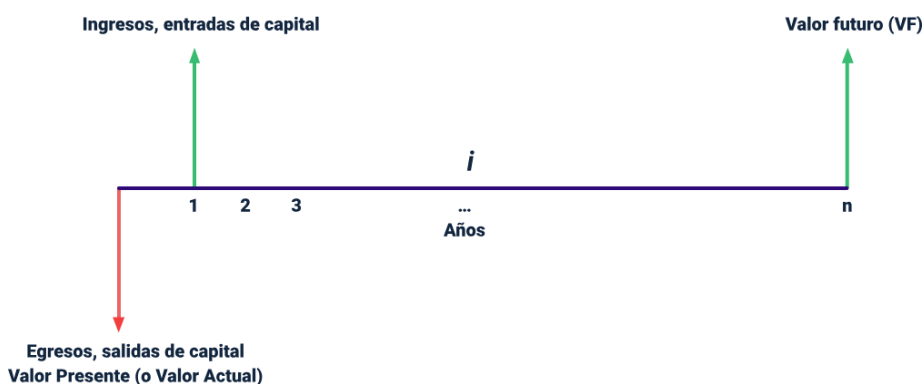 Ingresos, entradas de capital
Valor futuro (VF)
i
1 2 3 ... n
Años
Egresos, salidas de capital
Valor Presente (o Valor Actual)